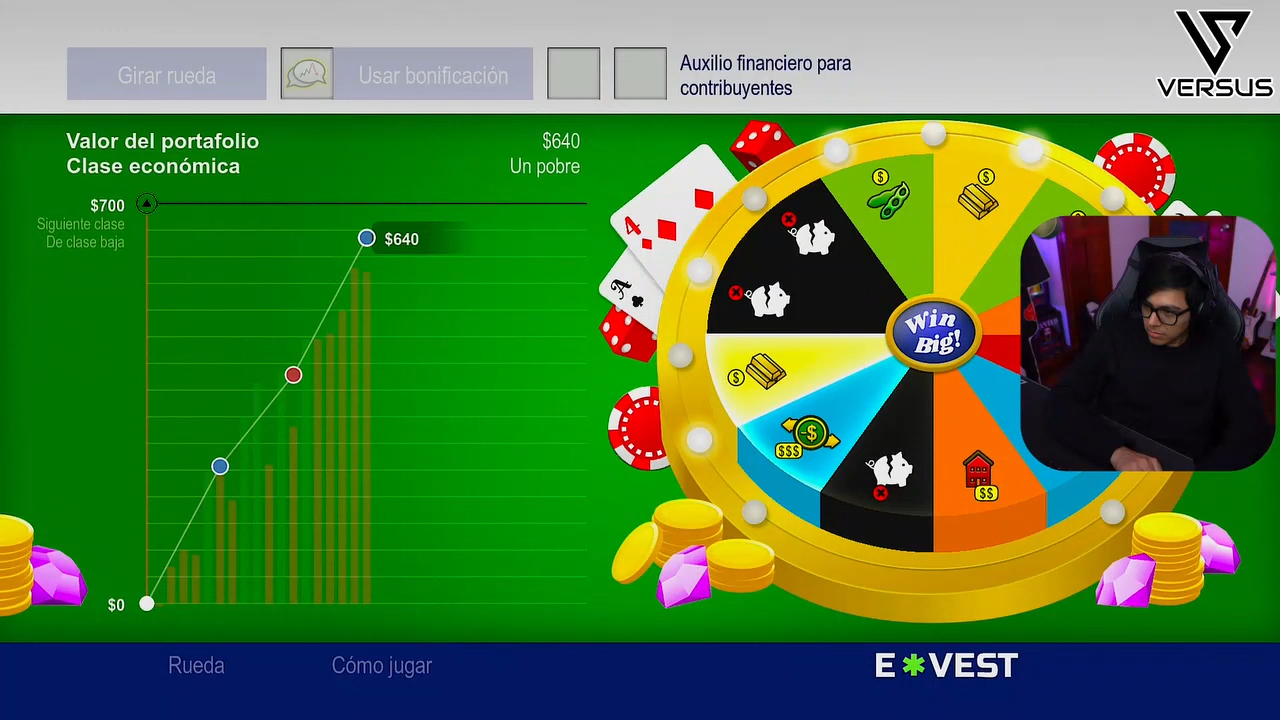 Girar rueda
Usar bonificación
Auxilio financiero para
contribuyentes
VERSUS
Valor del portafolio
$640
Clase económica
Un pobre
$700
Siguiente clase
De clase baja
$640
$0
4
A
$
$
$
-$
$$$
$$
Win
Big!
Rueda
Cómo jugar
E*VEST